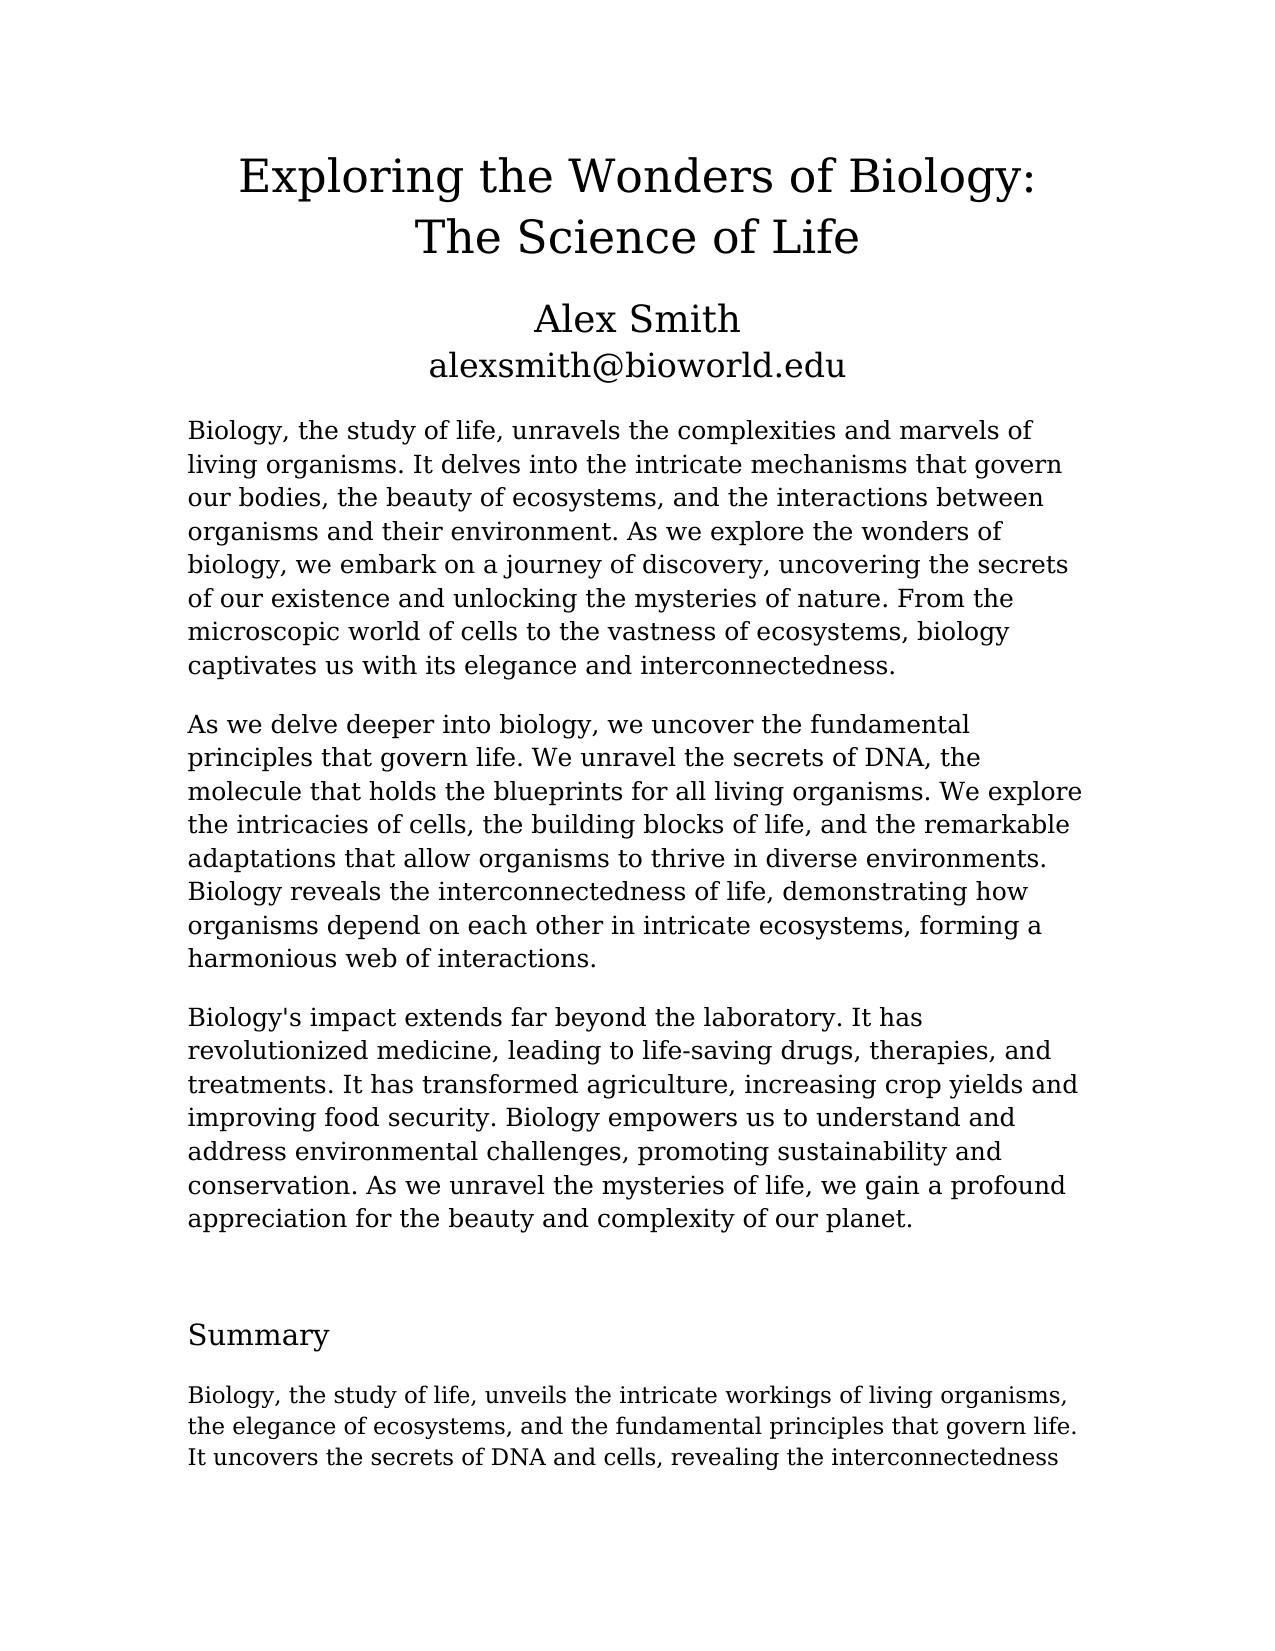 Exploring the Wonders of Biology:
The Science of Life
Alex Smith
alexsmith@bioworld.edu
Biology, the study of life, unravels the complexities and marvels of
living organisms. It delves into the intricate mechanisms that govern
our bodies, the beauty of ecosystems, and the interactions between
organisms and their environment. As we explore the wonders of
biology, we embark on a journey of discovery, uncovering the secrets
of our existence and unlocking the mysteries of nature. From the
microscopic world of cells to the vastness of ecosystems, biology
captivates us with its elegance and interconnectedness.
As we delve deeper into biology, we uncover the fundamental
principles that govern life. We unravel the secrets of DNA, the
molecule that holds the blueprints for all living organisms. We explore
the intricacies of cells, the building blocks of life, and the remarkable
adaptations that allow organisms to thrive in diverse environments.
Biology reveals the interconnectedness of life, demonstrating how
organisms depend on each other in intricate ecosystems, forming a
harmonious web of interactions.
Biology's impact extends far beyond the laboratory. It has
revolutionized medicine, leading to life-saving drugs, therapies, and
treatments. It has transformed agriculture, increasing crop yields and
improving food security. Biology empowers us to understand and
address environmental challenges, promoting sustainability and
conservation. As we unravel the mysteries of life, we gain a profound
appreciation for the beauty and complexity of our planet.
Summary
Biology, the study of life, unveils the intricate workings of living organisms,
the elegance of ecosystems, and the fundamental principles that govern life.
It uncovers the secrets of DNA and cells, revealing the interconnectedness